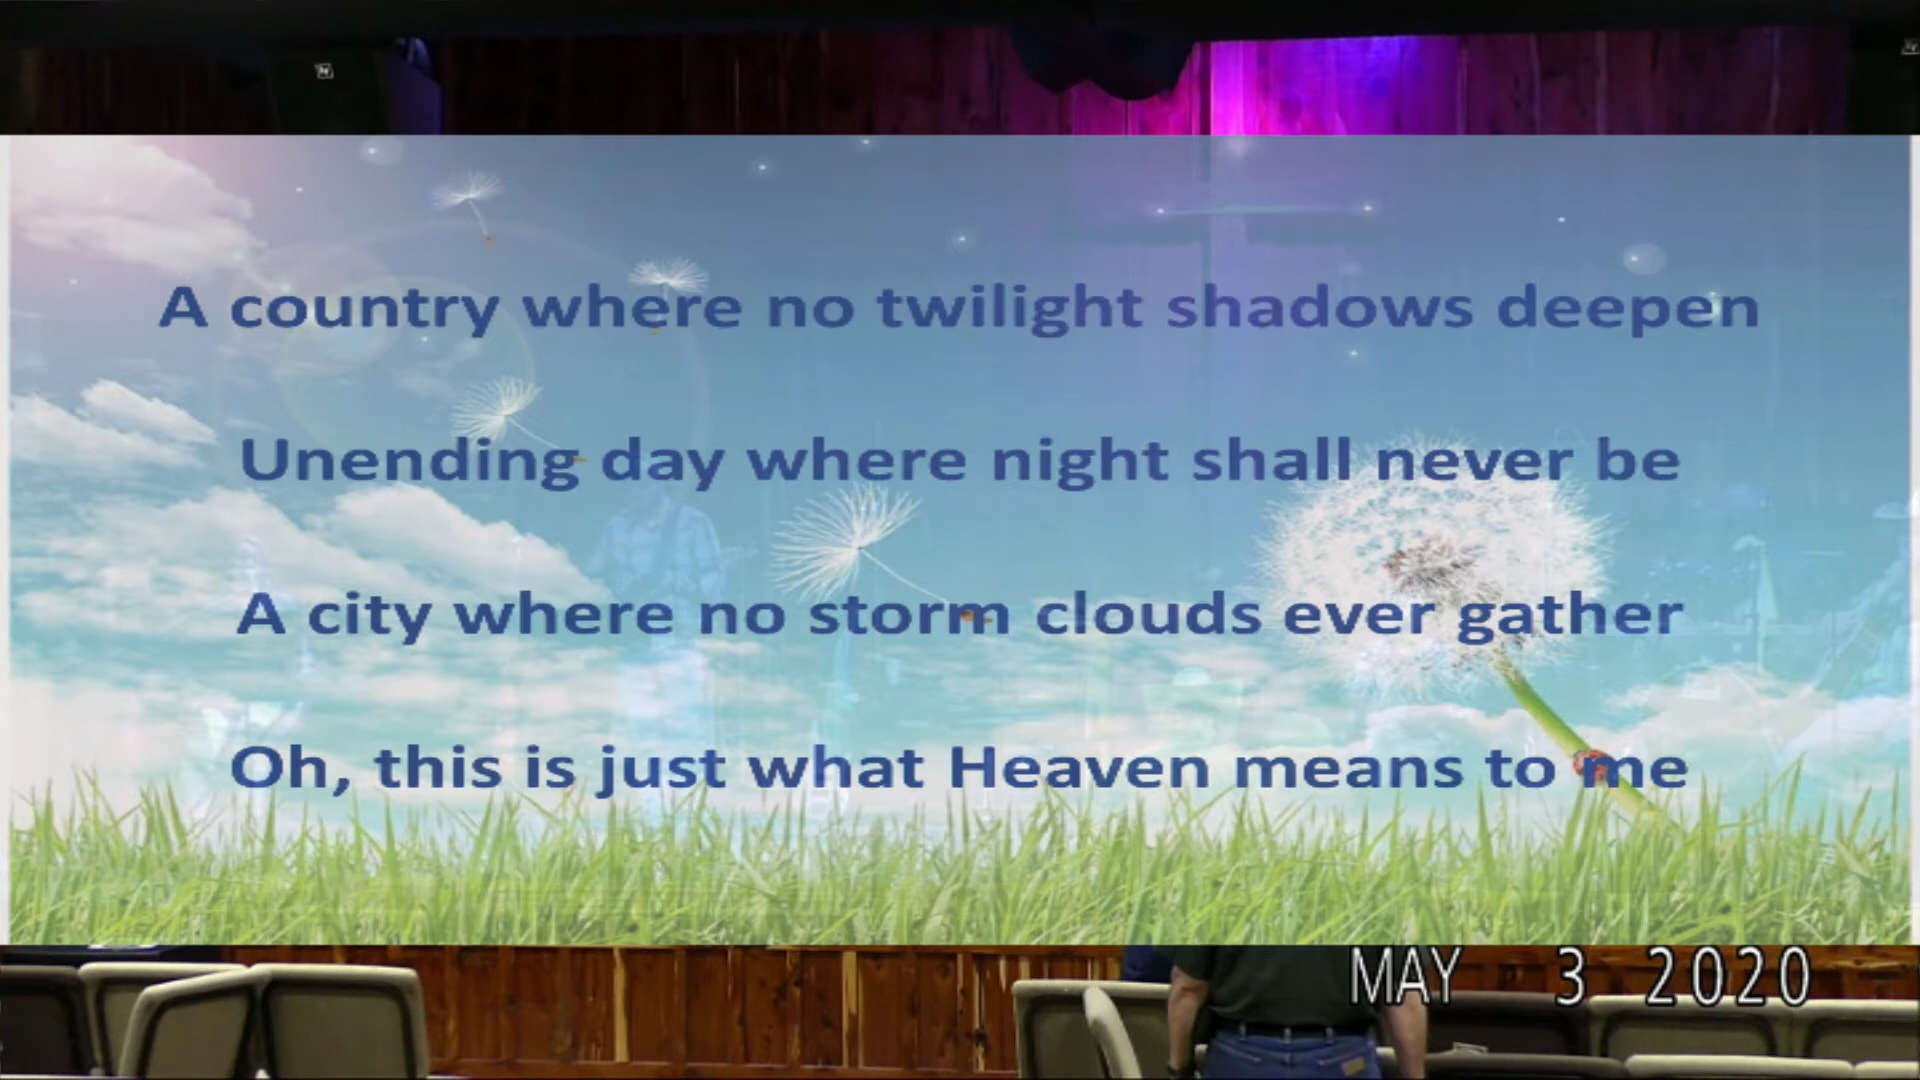 A country where no twilight shadows deepen
Unending day where night shall never be
A city where no storm clouds ever gather
Oh, this is just what Heaven means to me
MAY 3 2020